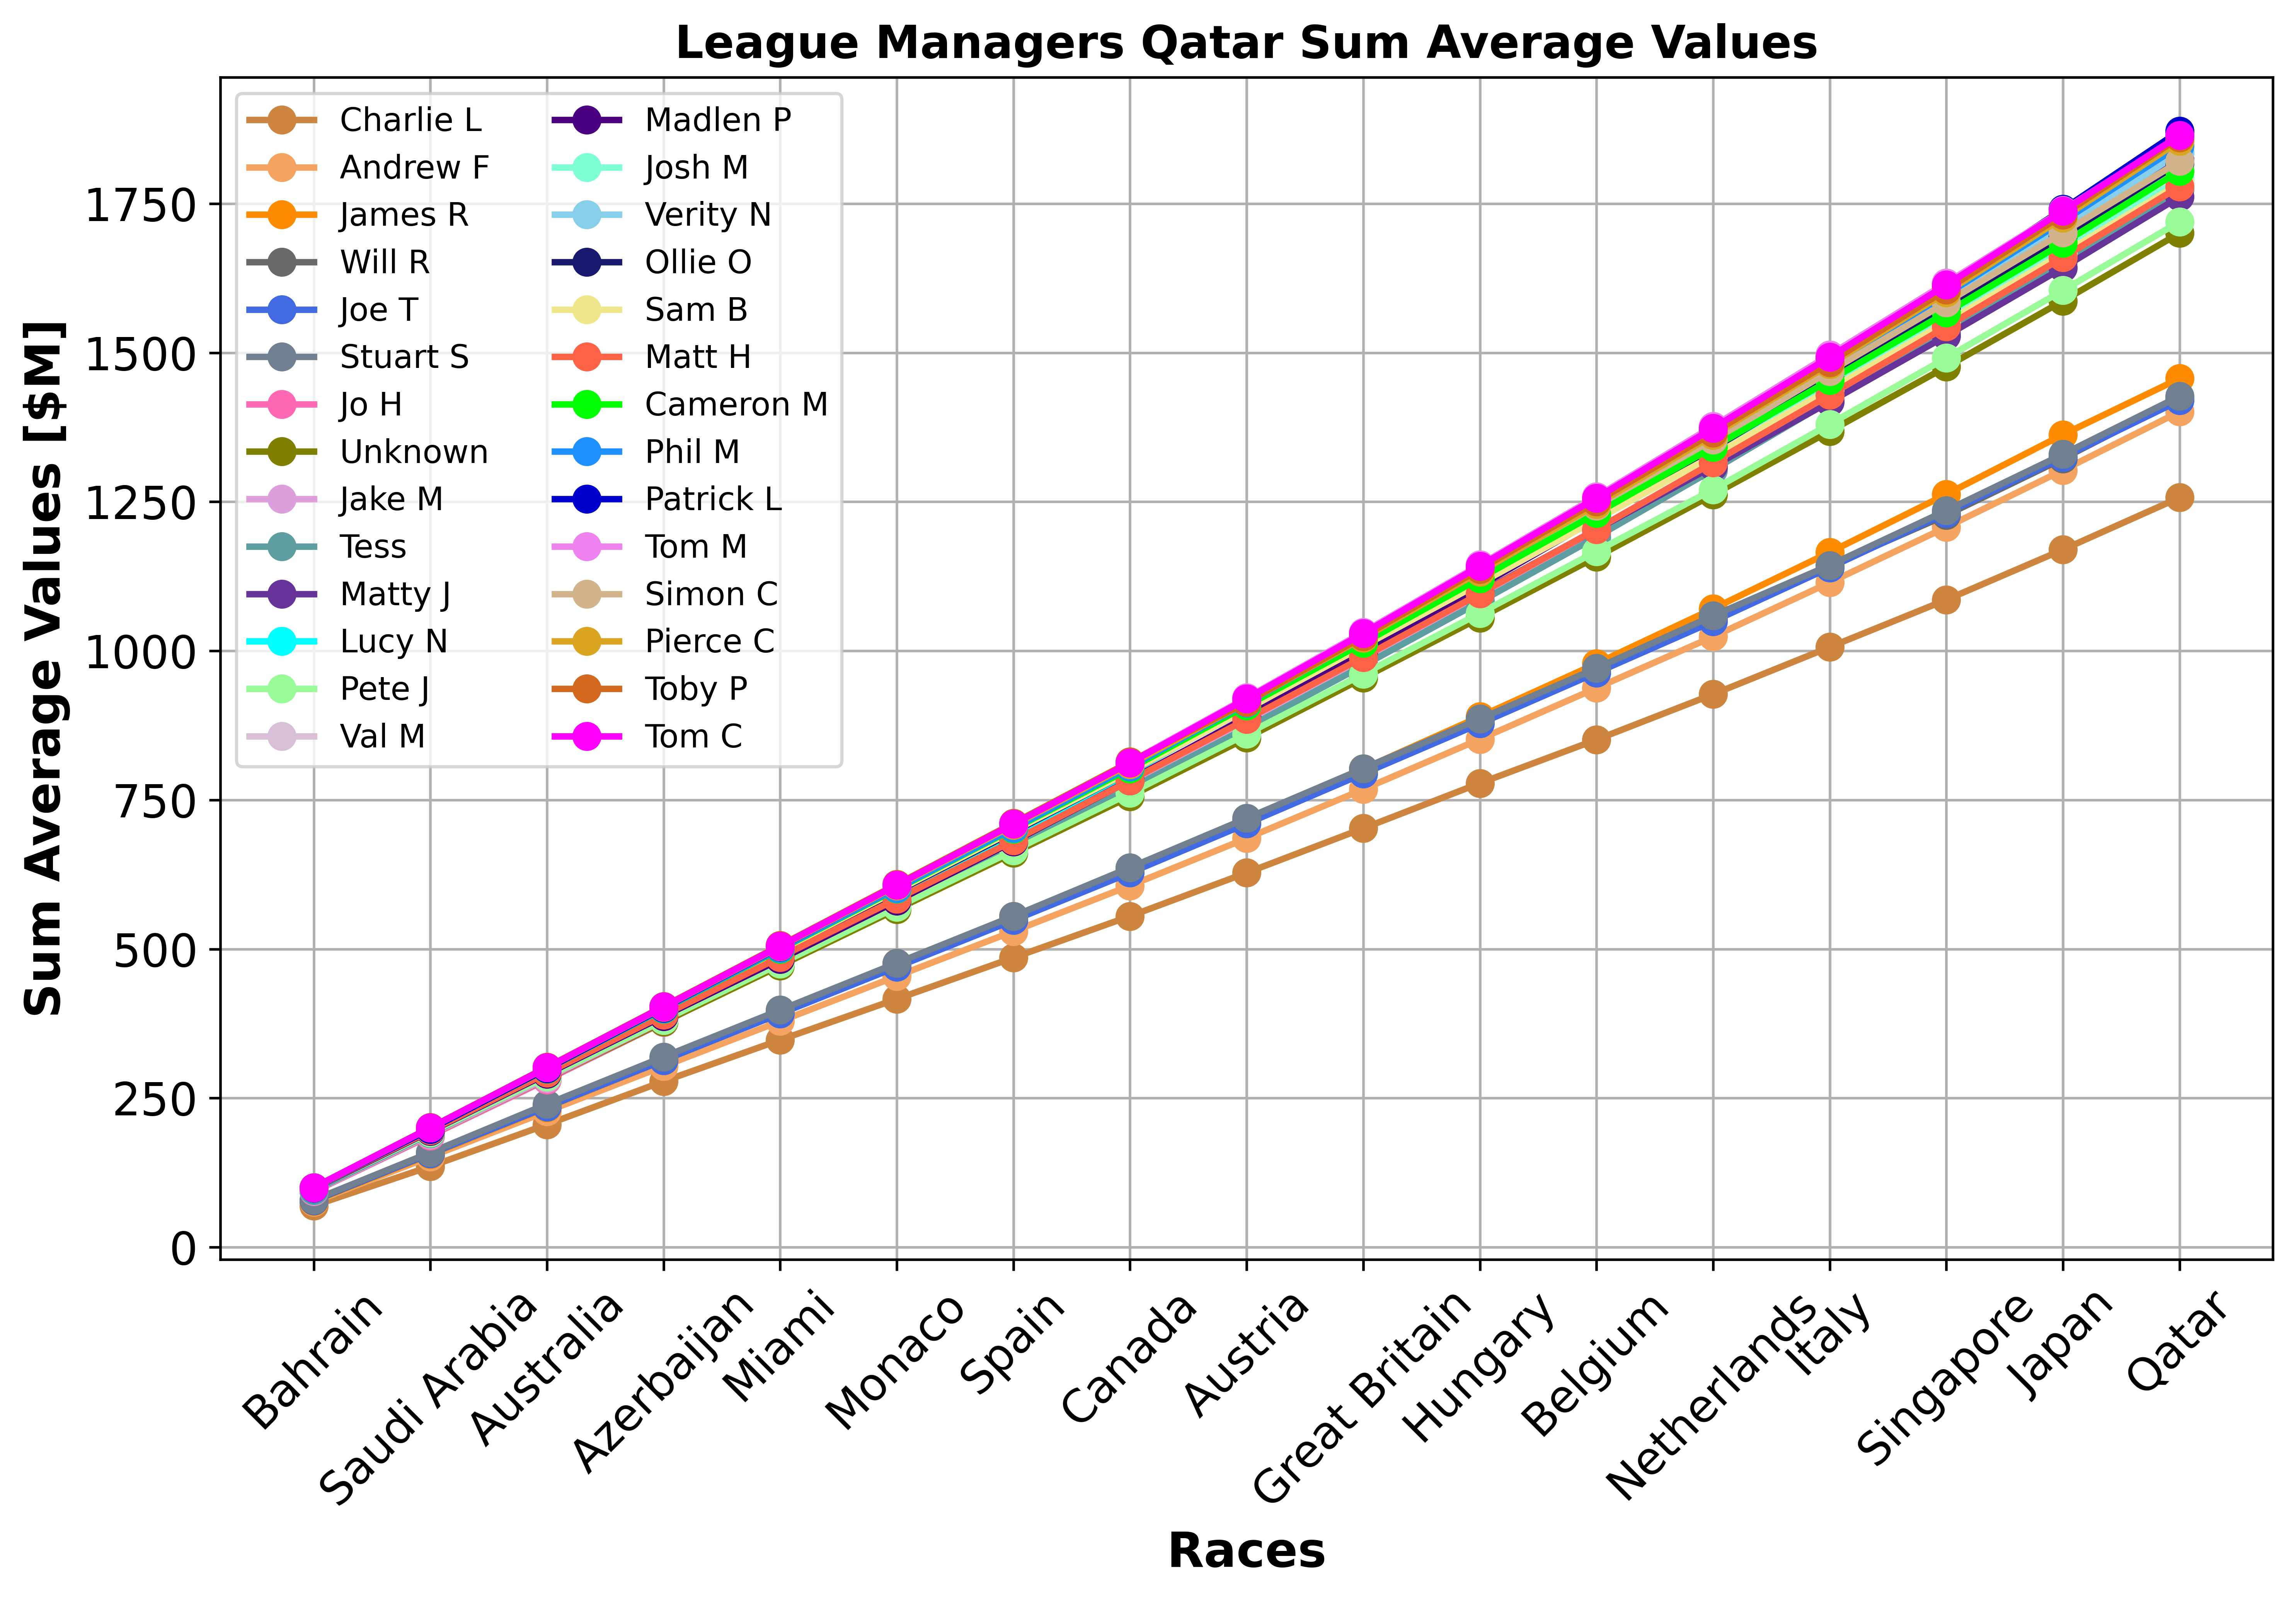 League Managers Qatar Sum Average Values
Sum Average Values [$M]
1750
1500
1250
1000
750
500
250
0
Charlie L
Andrew F
James R
Will R
Joe T
Stuart S
Jo H
Unknown
Jake M
Tess
Matty J
Lucy N
Pete J
Val M
Madlen P
Josh M
Verity N
Ollie O
Sam B
Matt H
Cameron M
Phil M
Patrick L
Tom M
Simon C
Pierce C
Toby P
Tom C
Bahrain
Saudi Arabia
Australia
Azerbaijan
Miami
Monaco
Spain
Canada
Austria
Great Britain
Hungary
Belgium
Netherlands
Italy
Singapore
Japan
Qatar
Races